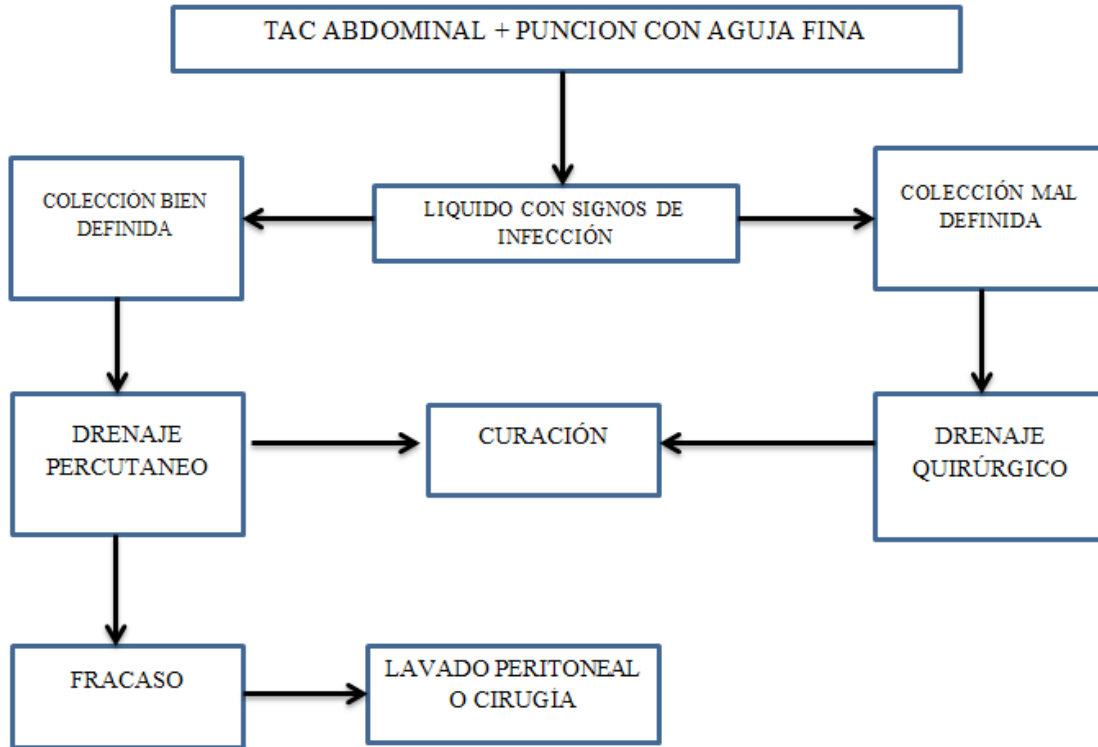 TAC ABDOMINAL + PUNCION CON AGUJA FINA
COLECCIÓN BIEN
DEFINIDA
LIQUIDO CON SIGNOS DE
INFECCIÓN
COLECCIÓN MAL
DEFINIDA
DRENAJE
PERCUTANEO
CURACIÓN
DRENAJE
QUIRÚRGICO
FRACASO
LAVADO PERITONEAL
O CIRUGÍA